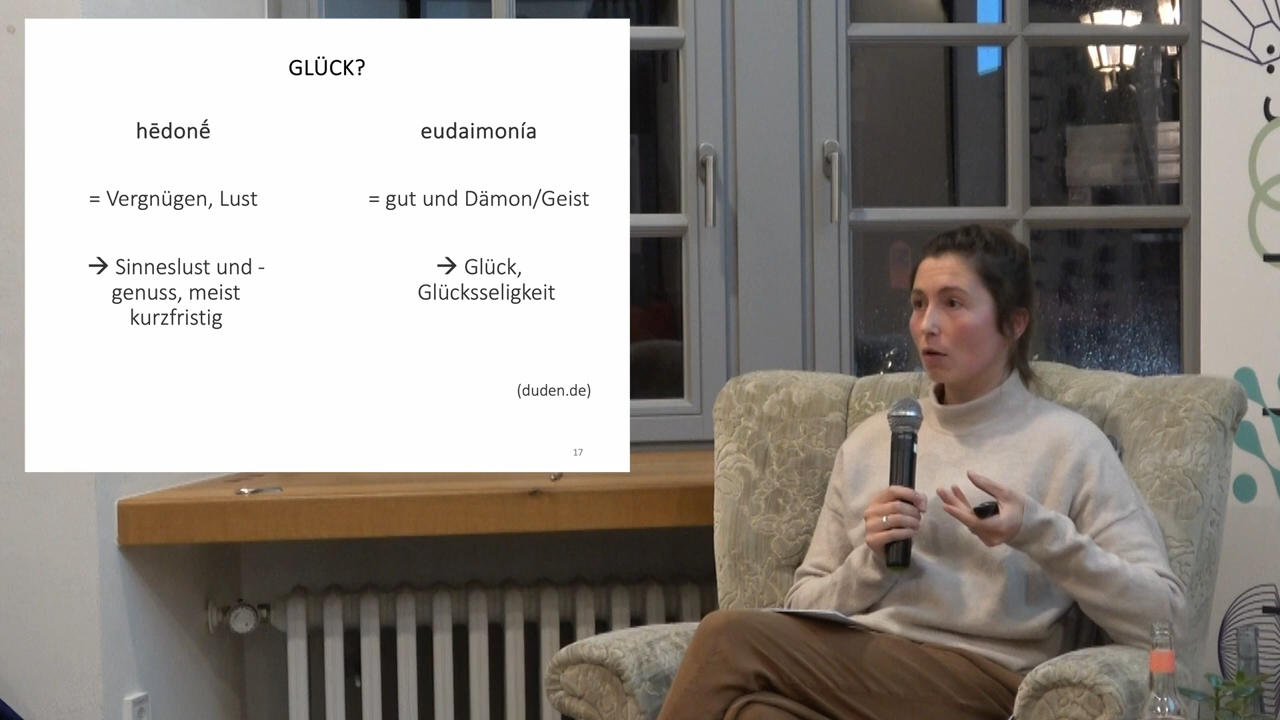 GLÜCK?
hēdonḗ
eudaimonía
= Vergnügen, Lust
= gut und Dämon/Geist
→ Sinneslust und -
genuss, meist
kurzfristig
→ Glück,
Glücksseligkeit
(duden.de)
17